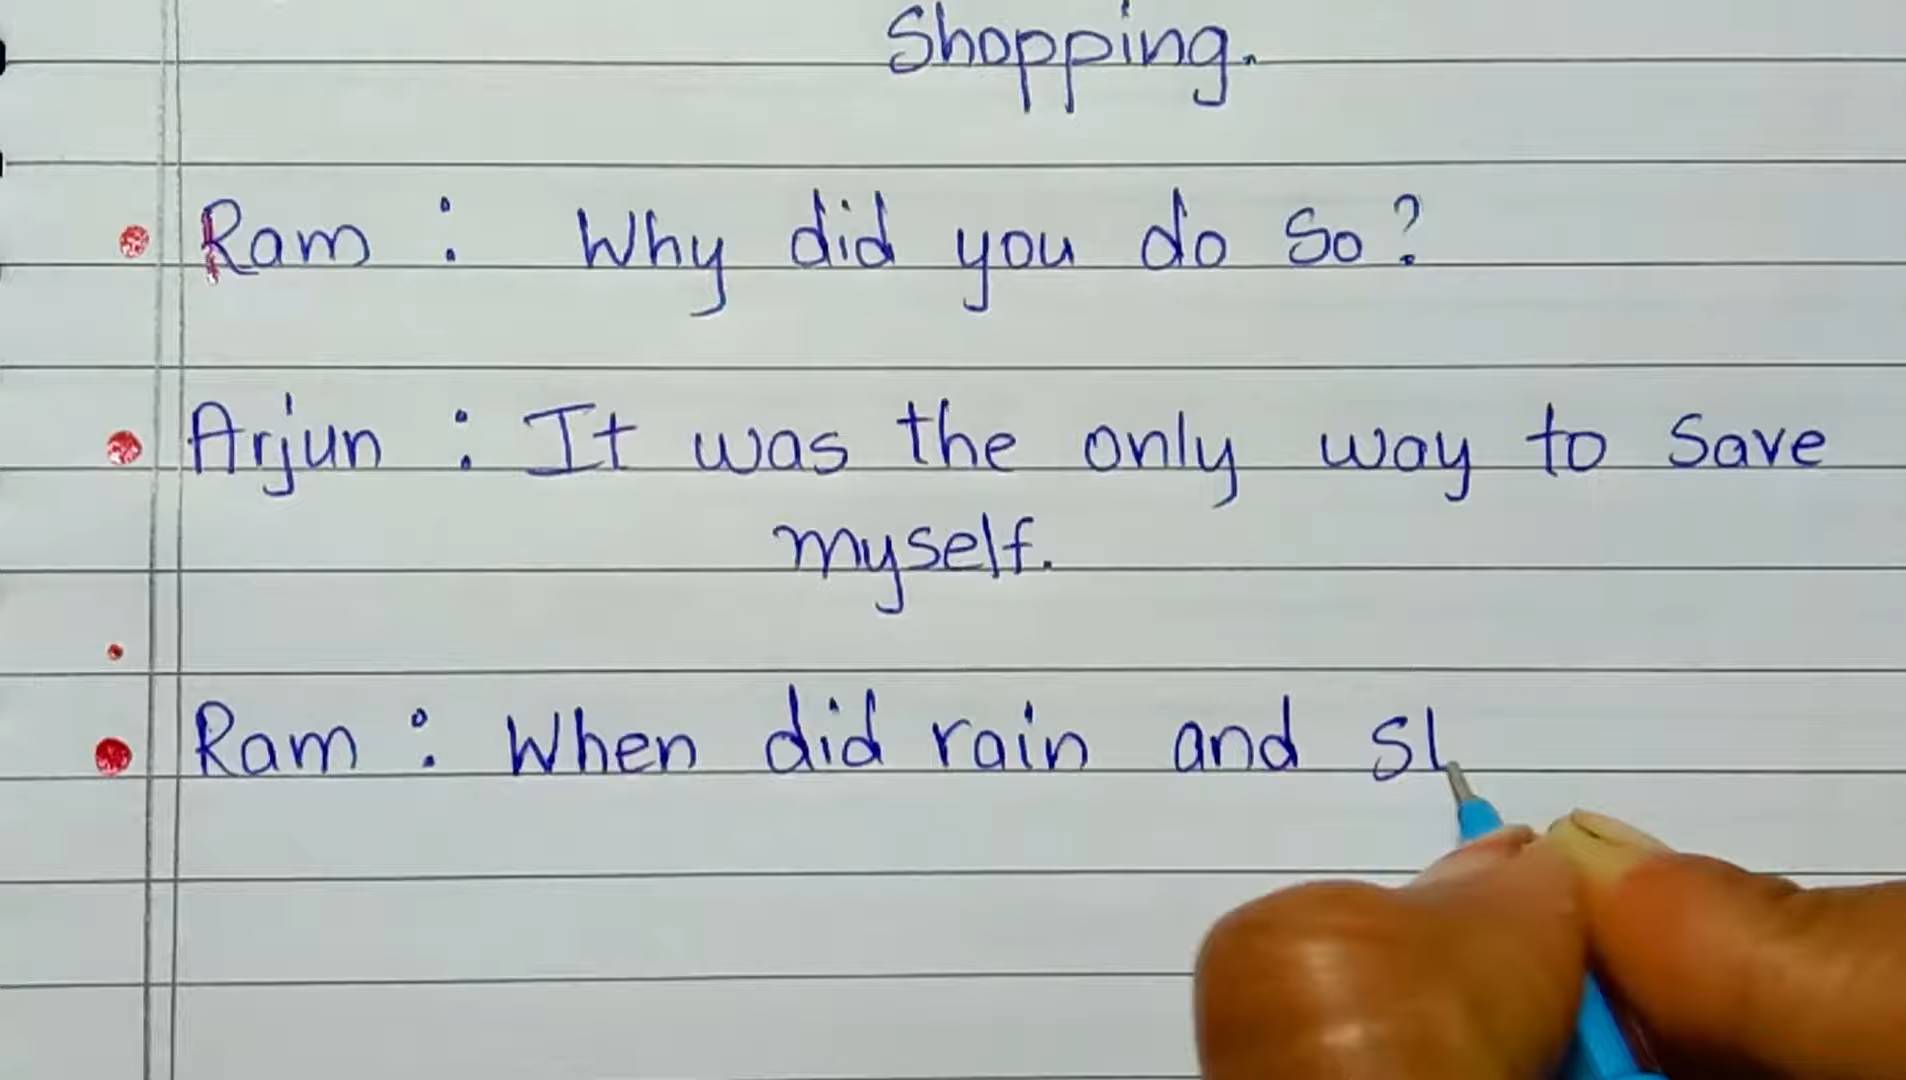 Shopping.
Ram : Why did you do so?
Arjun : It was the only way to save
myself.
Ram : When did rain and